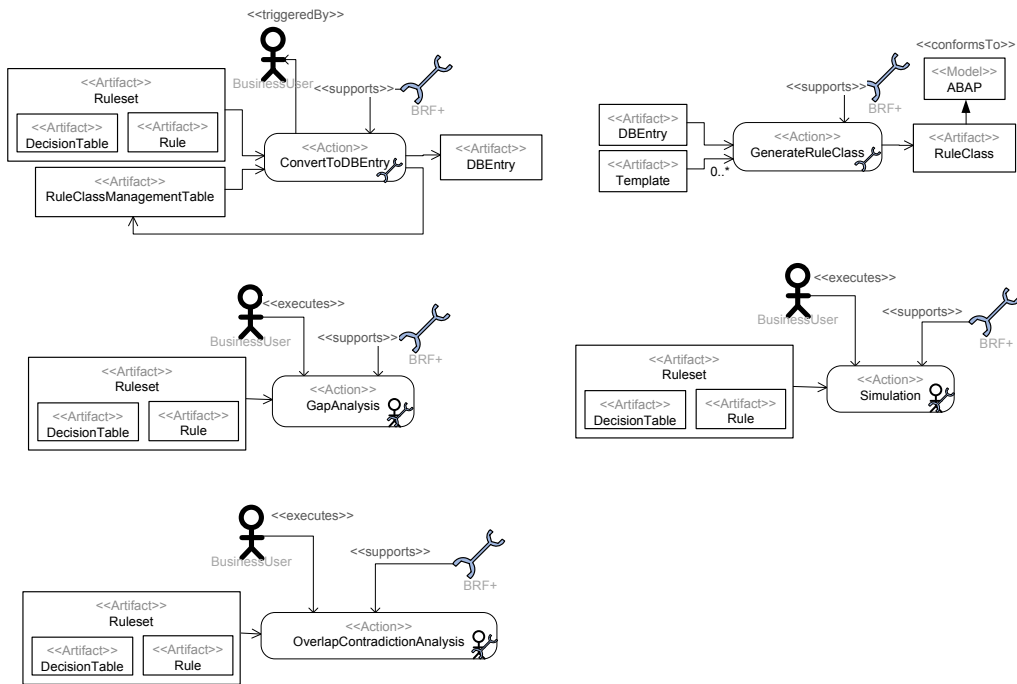 <<triggeredBy>>
BusinessUser
<<supports>>
BRF+
<<Artifact>>
Ruleset
<<Artifact>>
DecisionTable
<<Artifact>>
Rule
<<Artifact>>
RuleClassManagementTable
<<Action>>
ConvertToDBEntry
<<Artifact>>
DBEntry
<<conformsTo>>
<<Model>>
ABAP
<<supports>>
BRF+
<<Artifact>>
DBEntry
<<Artifact>>
Template
0..*
<<Action>>
GenerateRuleClass
<<Artifact>>
RuleClass
<<executes>>
BusinessUser
<<supports>>
BRF+
<<Artifact>>
Ruleset
<<Artifact>>
DecisionTable
<<Artifact>>
Rule
<<Action>>
GapAnalysis
<<executes>>
BusinessUser
<<supports>>
BRF+
<<Artifact>>
Ruleset
<<Artifact>>
DecisionTable
<<Artifact>>
Rule
<<Action>>
Simulation
<<executes>>
BusinessUser
<<supports>>
BRF+
<<Artifact>>
Ruleset
<<Artifact>>
DecisionTable
<<Artifact>>
Rule
<<Action>>
OverlapContradictionAnalysis